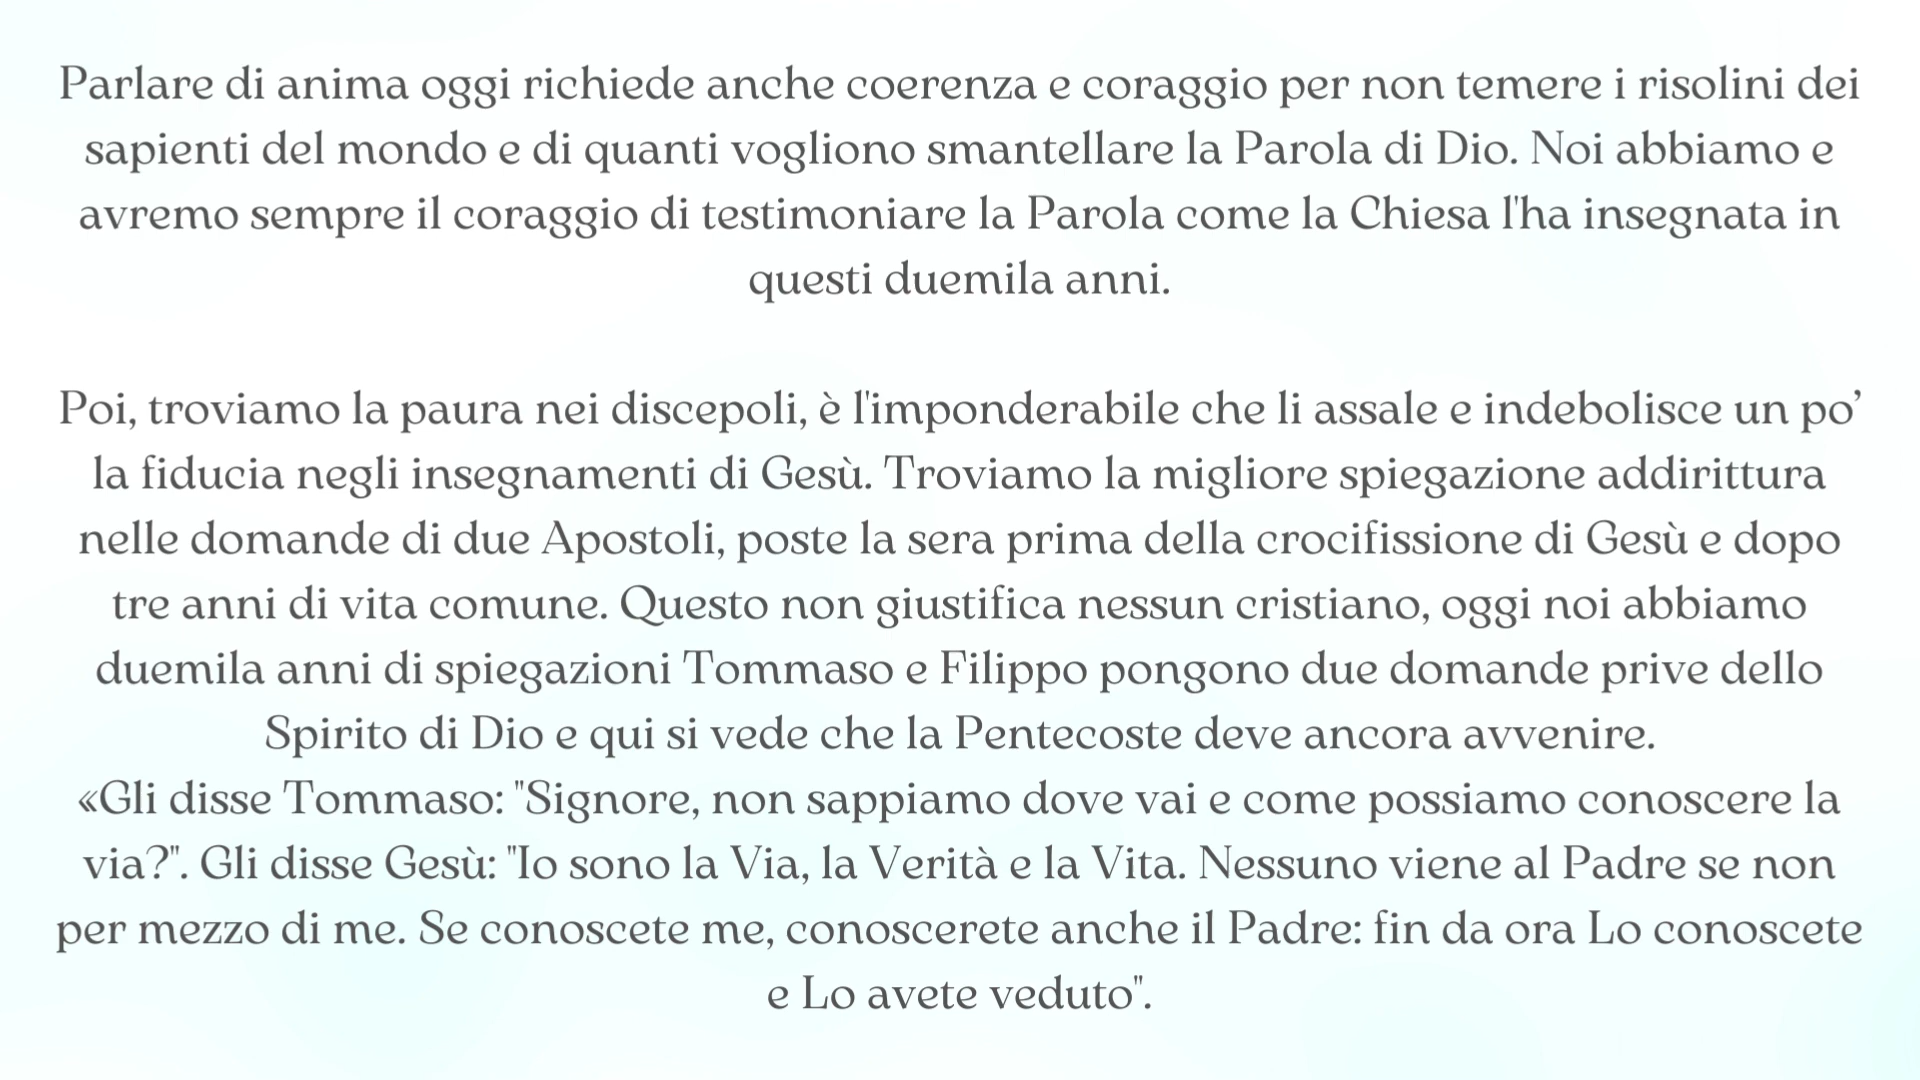 Parlare di anima oggi richiede anche coerenza e coraggio per non temere i risolini dei
sapienti del mondo e di quanti vogliono smantellare la Parola di Dio. Noi abbiamo e
avremo sempre il coraggio di testimoniare la Parola come la Chiesa l'ha insegnata in
questi duemila anni.
Poi, troviamo la paura nei discepoli, è l'imponderabile che li assale e indebolisce un po’
la fiducia negli insegnamenti di Gesù. Troviamo la migliore spiegazione addirittura
nelle domande di due Apostoli, poste la sera prima della crocifissione di Gesù e dopo
tre anni di vita comune. Questo non giustifica nessun cristiano, oggi noi abbiamo
duemila anni di spiegazioni Tommaso e Filippo pongono due domande prive dello
Spirito di Dio e qui si vede che la Pentecoste deve ancora avvenire.
«Gli disse Tommaso: "Signore, non sappiamo dove vai e come possiamo conoscere la
via?". Gli disse Gesù: "Io sono la Via, la Verità e la Vita. Nessuno viene al Padre se non
per mezzo di me. Se conoscete me, conoscerete anche il Padre: fin da ora Lo conoscete
e Lo avete veduto".